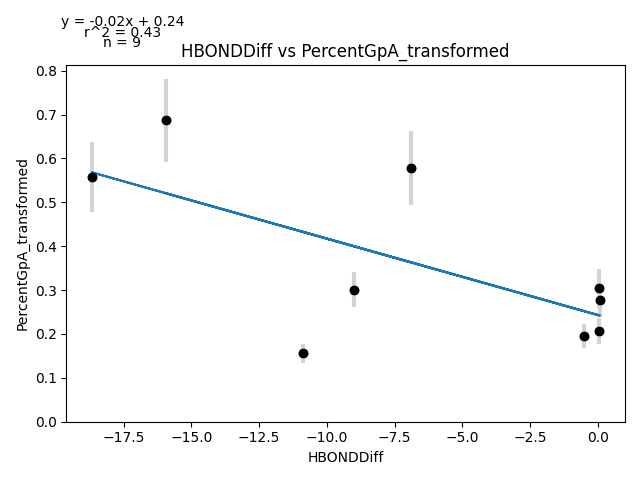 y = -0.02x + 0.24
r^2 = 0.43
n = 9
HBONDDiff vs PercentGpA_transformed
PercentGpA_transformed
0.8
0.7
0.6
0.5
0.4
0.3
0.2
0.1
0.0
−17.5 −15.0 −12.5 −10.0 −7.5 −5.0 −2.5 0.0
HBONDDiff